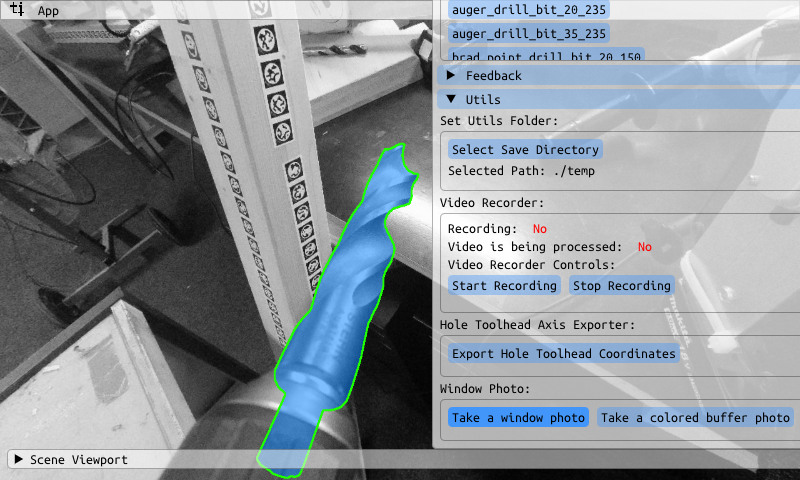 App
auger_drill_bit_20_235
auger_drill_bit_35_235
brad_point_drill_bit_20_150
Feedback
Utils
Set Utils Folder:
Select Save Directory
Selected Path: ./temp
Video Recorder:
Recording: No
Video is being processed: No
Video Recorder Controls:
Start Recording Stop Recording
Hole Toolhead Axis Exporter:
Export Hole Toolhead Coordinates
Window Photo:
Take a window photo Take a colored buffer photo
Scene Viewport